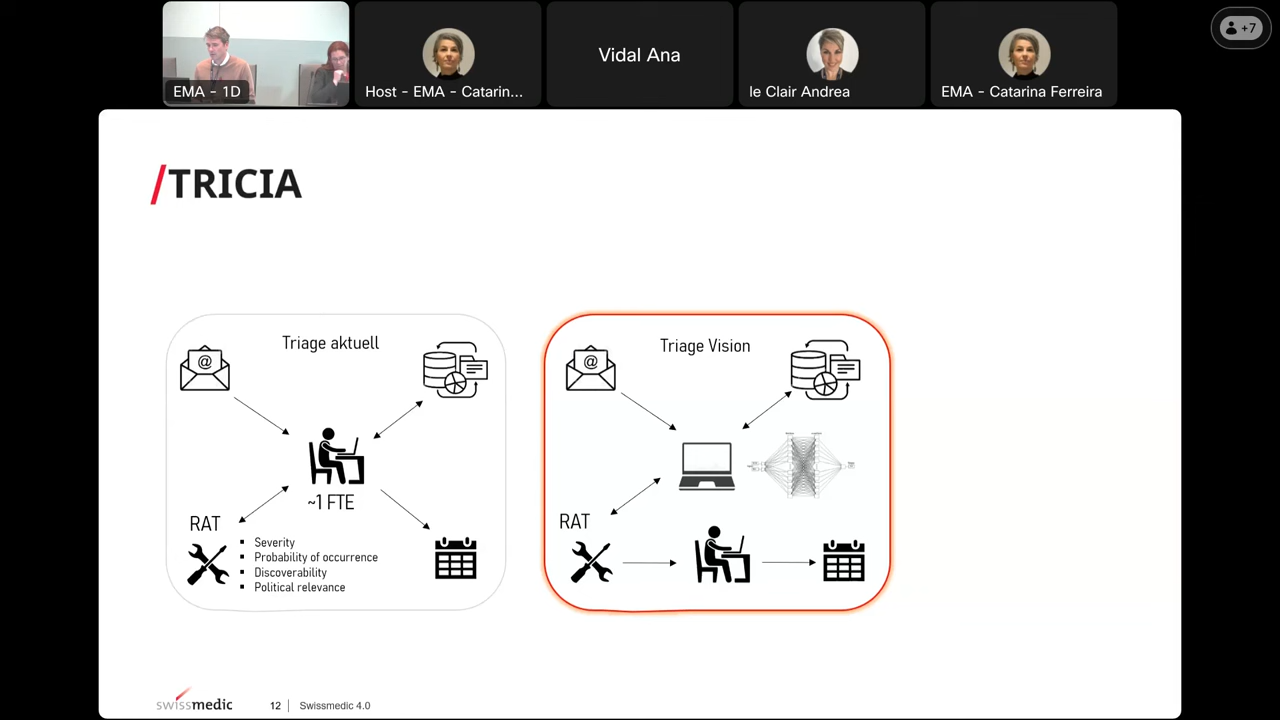 +7
EMA - 1D
Host - EMA - Catarin...
Vidal Ana
le Clair Andrea
EMA - Catarina Ferreira
/TRICIA
Triage aktuell
@
~1 FTE
RAT
▪ Severity
▪ Probability of occurrence
▪ Discoverability
▪ Political relevance
Triage Vision
@
RAT
swissmedic
12 | Swissmedic 4.0